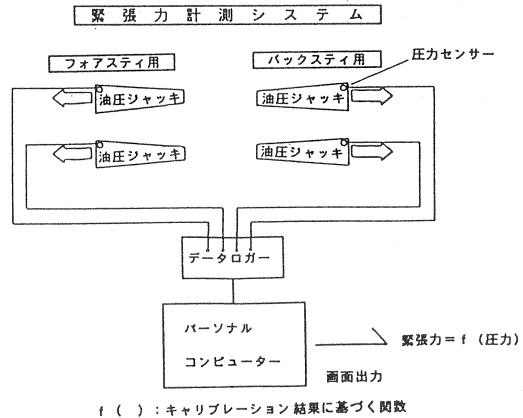 緊張力計測システム
フォアスティ用
バックスティ用
圧力センサー
油圧ジャッキ
油圧ジャッキ
油圧ジャッキ
油圧ジャッキ
データロガー
パーソナル
コンピューター
緊張力=f(圧力)
画面出力
f( ):キャリブレーション結果に基づく関数